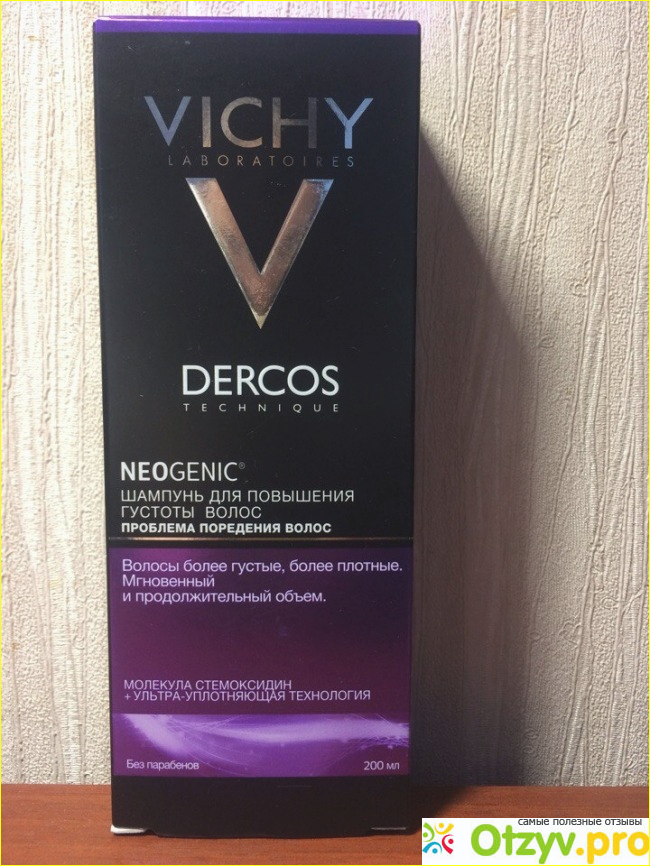 VICHY
LABORATOIRES
V
DERCOS
TECHNIQUE
NEOGENIC®
ШАМПУНЬ ДЛЯ ПОВЫШЕНИЯ
ГУСТОТЫ ВОЛОС
ПРОБЛЕМА ПОРЕДЕНИЯ ВОЛОС
Волосы более густые, более плотные.
Мгновенный
и продолжительный объем.
МОЛЕКУЛА СТЕМОКСИДИН
+УЛЬТРА-УПЛОТНЯЮЩАЯ ТЕХНОЛОГИЯ
Без парабенов 200 мл
самые полезные отзывы
Otzyv.pro